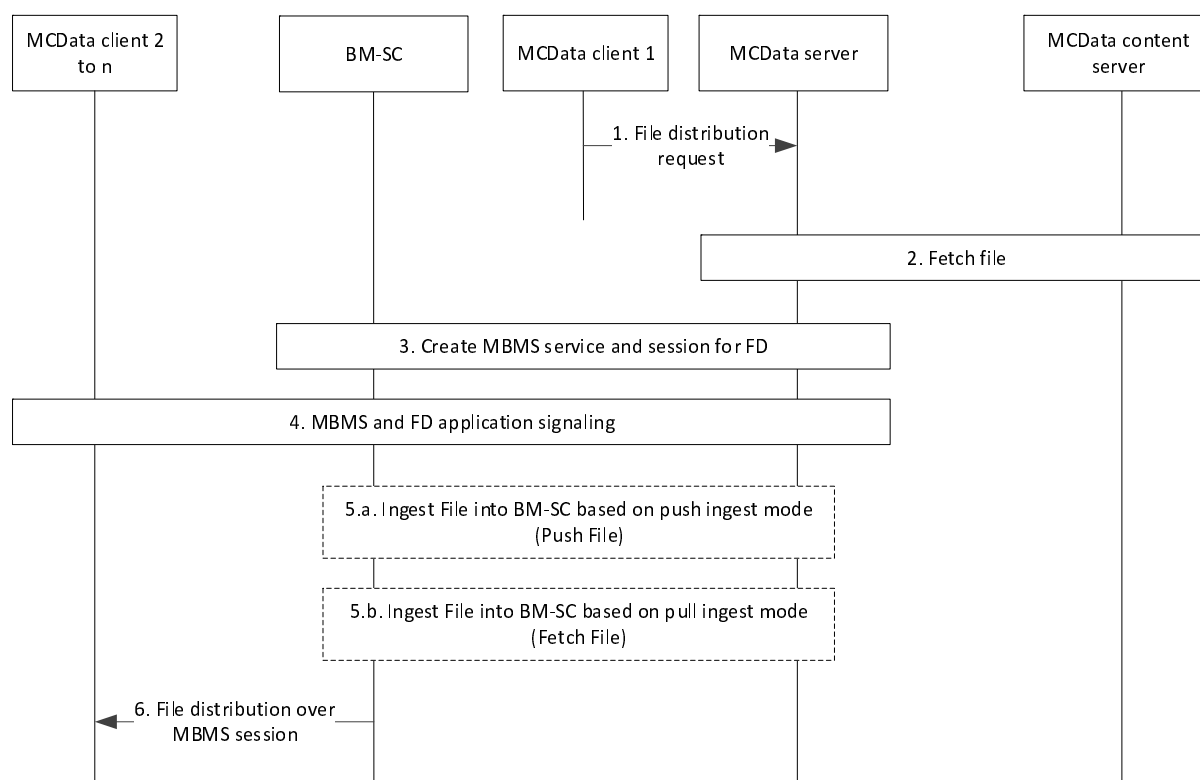 MCData client 2
to n
BM-SC
MCData client 1
MCData server
MCData content
server
1. File distribution
request
2. Fetch file
3. Create MBMS service and session for FD
4. MBMS and FD application signaling
5.a. Ingest File into BM-SC based on push ingest mode
(Push File)
5.b. Ingest File into BM-SC based on pull ingest mode
(Fetch File)
6. File distribution over
MBMS session